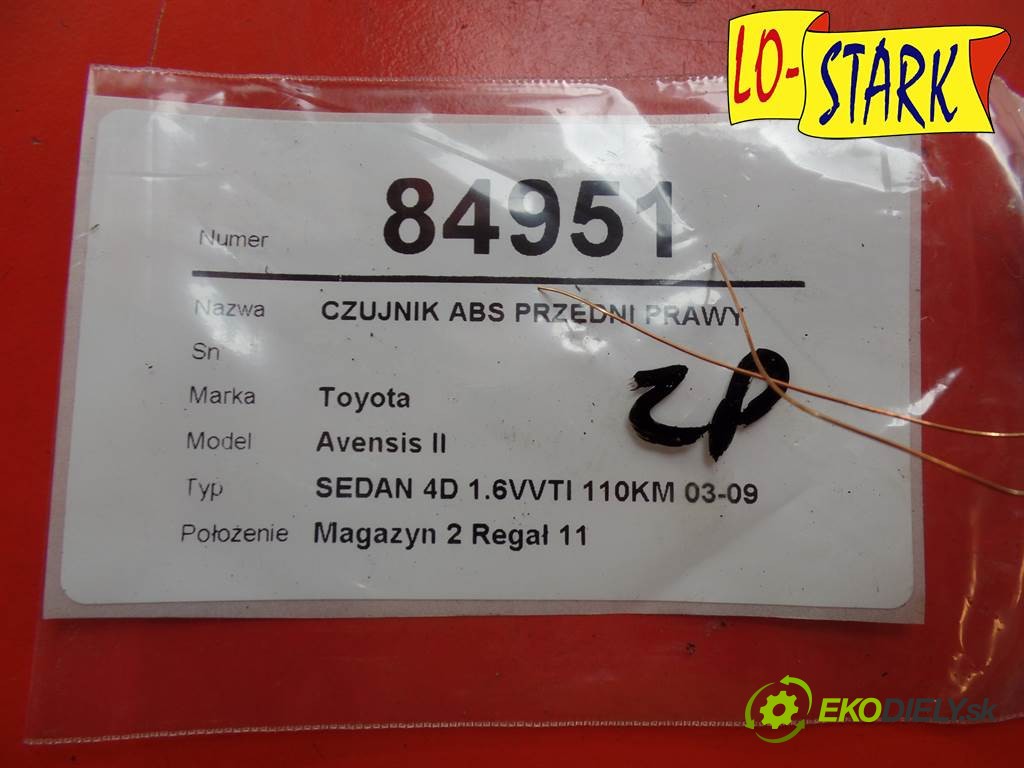 LO-STARK
Numer 84951
Nazwa CZUJNIK ABS PRZEDNI PRAWY
Sn
Marka Toyota
Model Avensis II
Typ SEDAN 4D 1.6VVTI 110KM 03-09
Położenie Magazyn 2 Regał 11
EKODIELY.sk